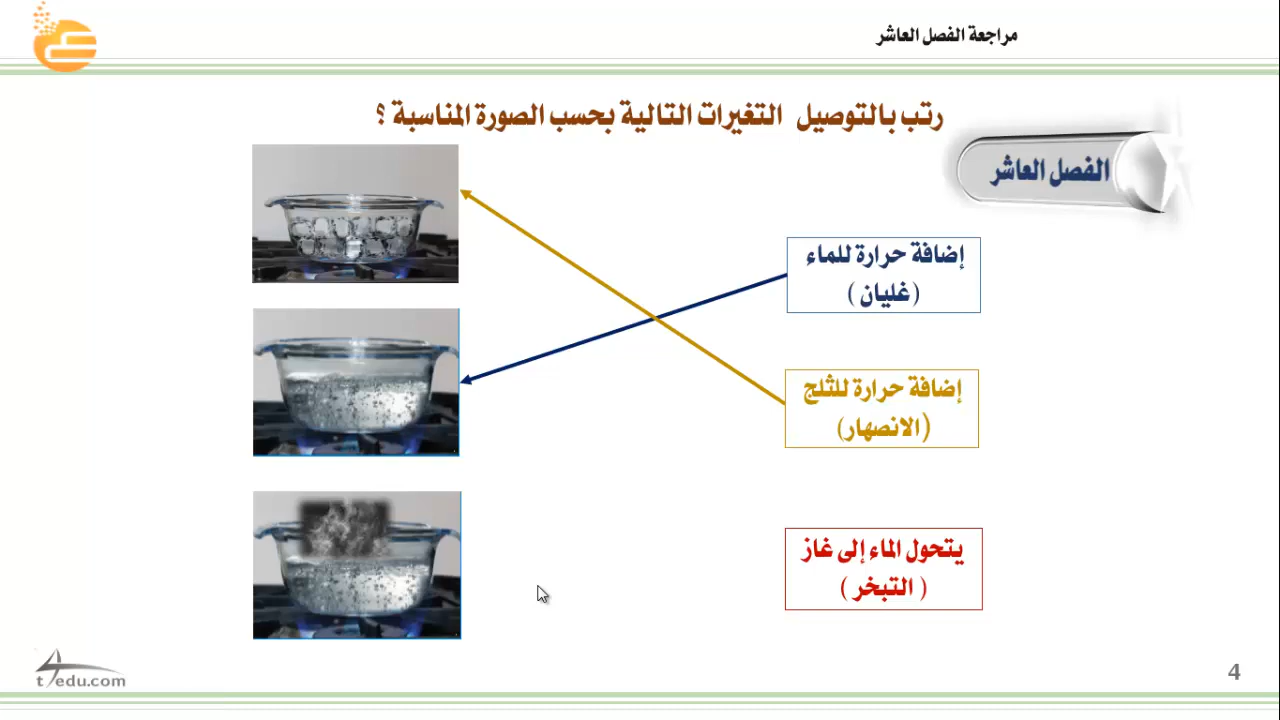 مراجعة الفصل العاشر
رتب بالتوصيل التغيرات التالية بحسب الصورة المناسبة ؟
الفصل العاشر
إضافة حرارة للماء
(غليان )
إضافة حرارة للثلج
(الانصهار)
يتحول الماء إلى غاز
( التبخر )
t4edu.com
4